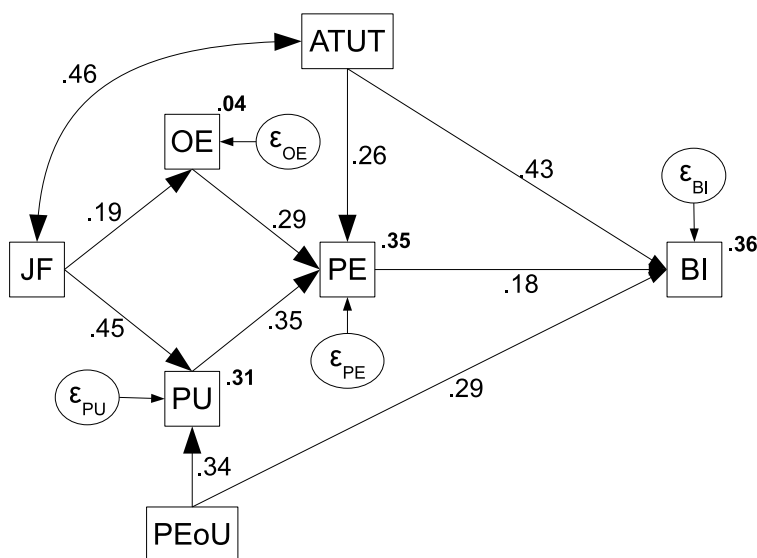 ATUT
.46
.04
OE
εOE
.26
.43
εBI
.19
.29
.35
.36
JF
PE
BI
.18
.45
.35
εPE
.31
εPU
PU
.29
.34
PEoU